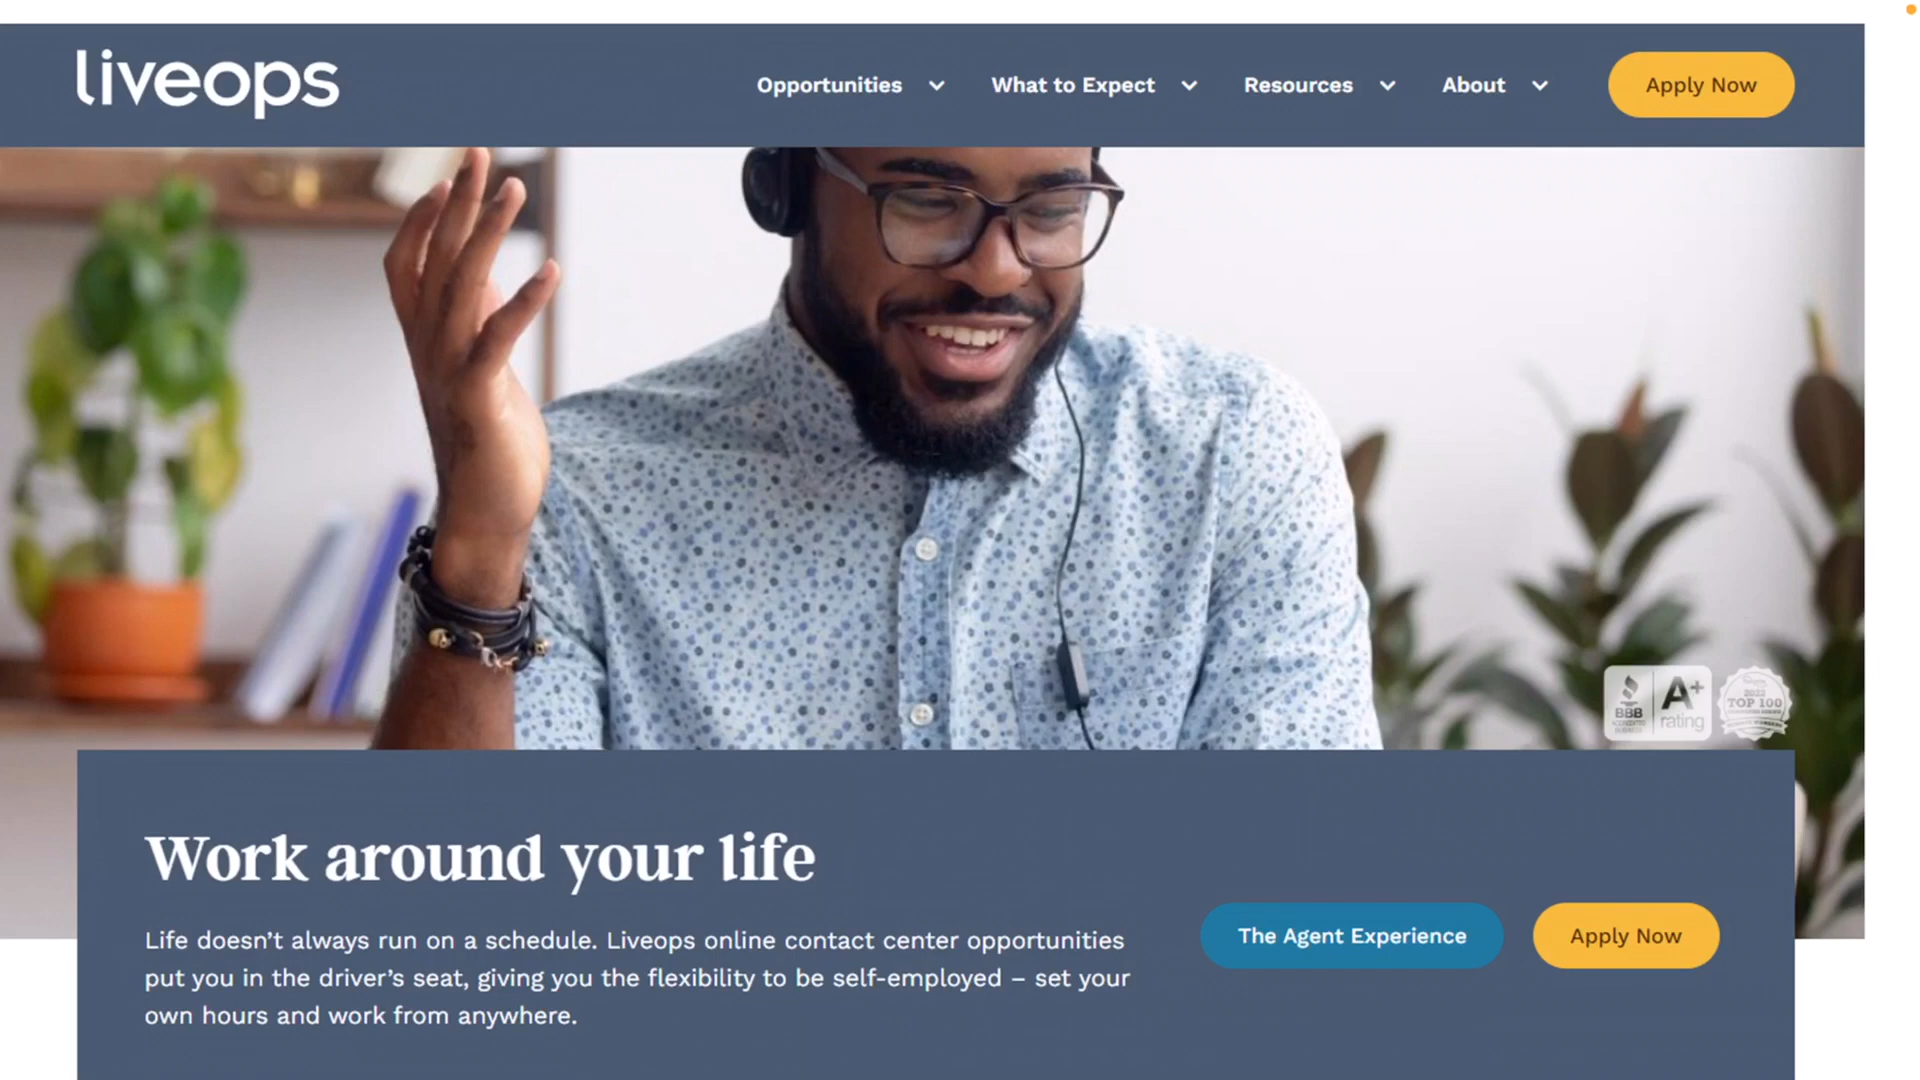 liveops
Opportunities
What to Expect
Resources
About
Apply Now
BBB
A+
rating
2022
TOP 100
Work around your life
Life doesn’t always run on a schedule. Liveops online contact center opportunities
put you in the driver’s seat, giving you the flexibility to be self-employed – set your
own hours and work from anywhere.
The Agent Experience
Apply Now